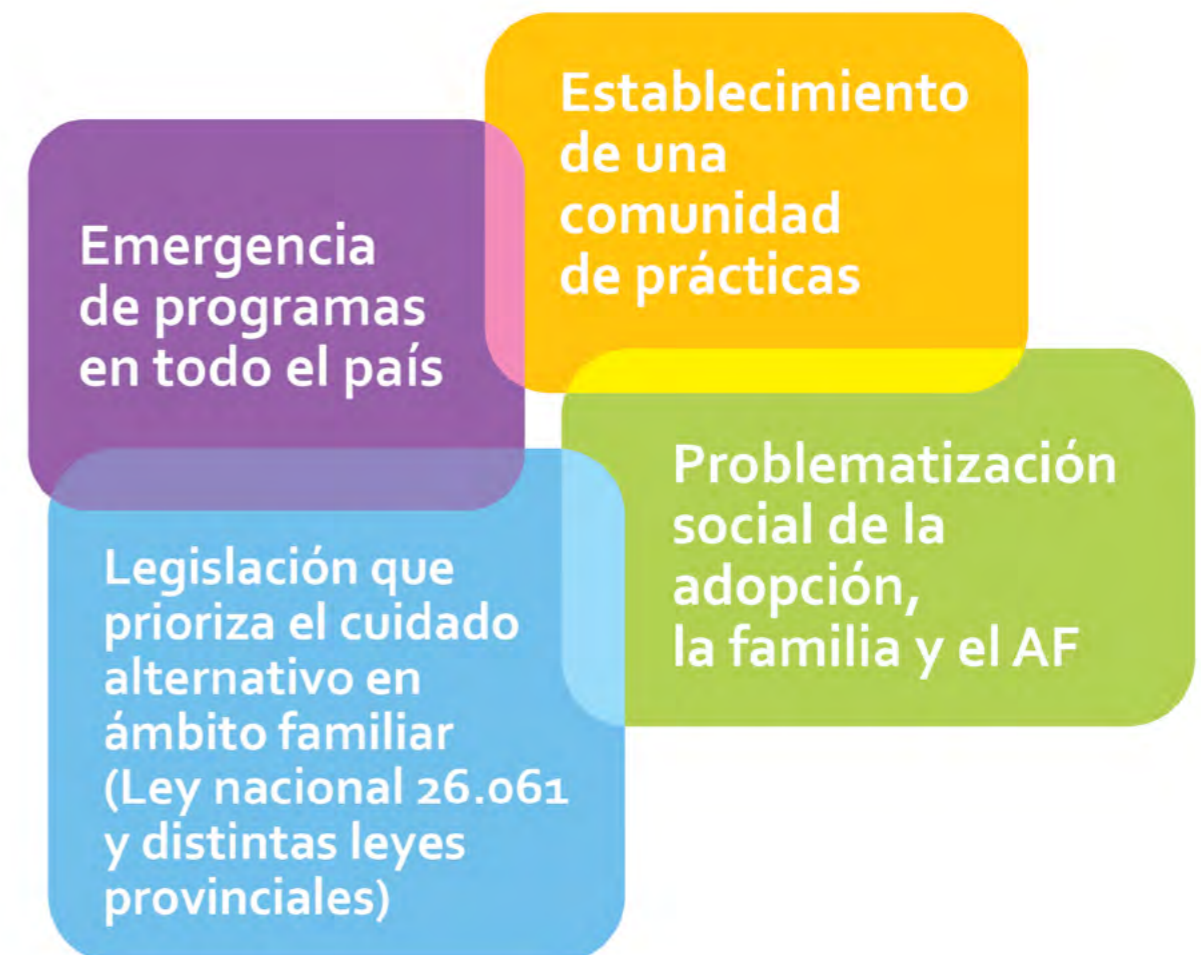 Establecimiento
de una
comunidad
de prácticas
Emergencia
de programas
en todo el país
Problematización
social de la
adopción,
la familia y el AF
Legislación que
prioriza el cuidado
alternativo en
ámbito familiar
(Ley nacional 26.061
y distintas leyes
provinciales)